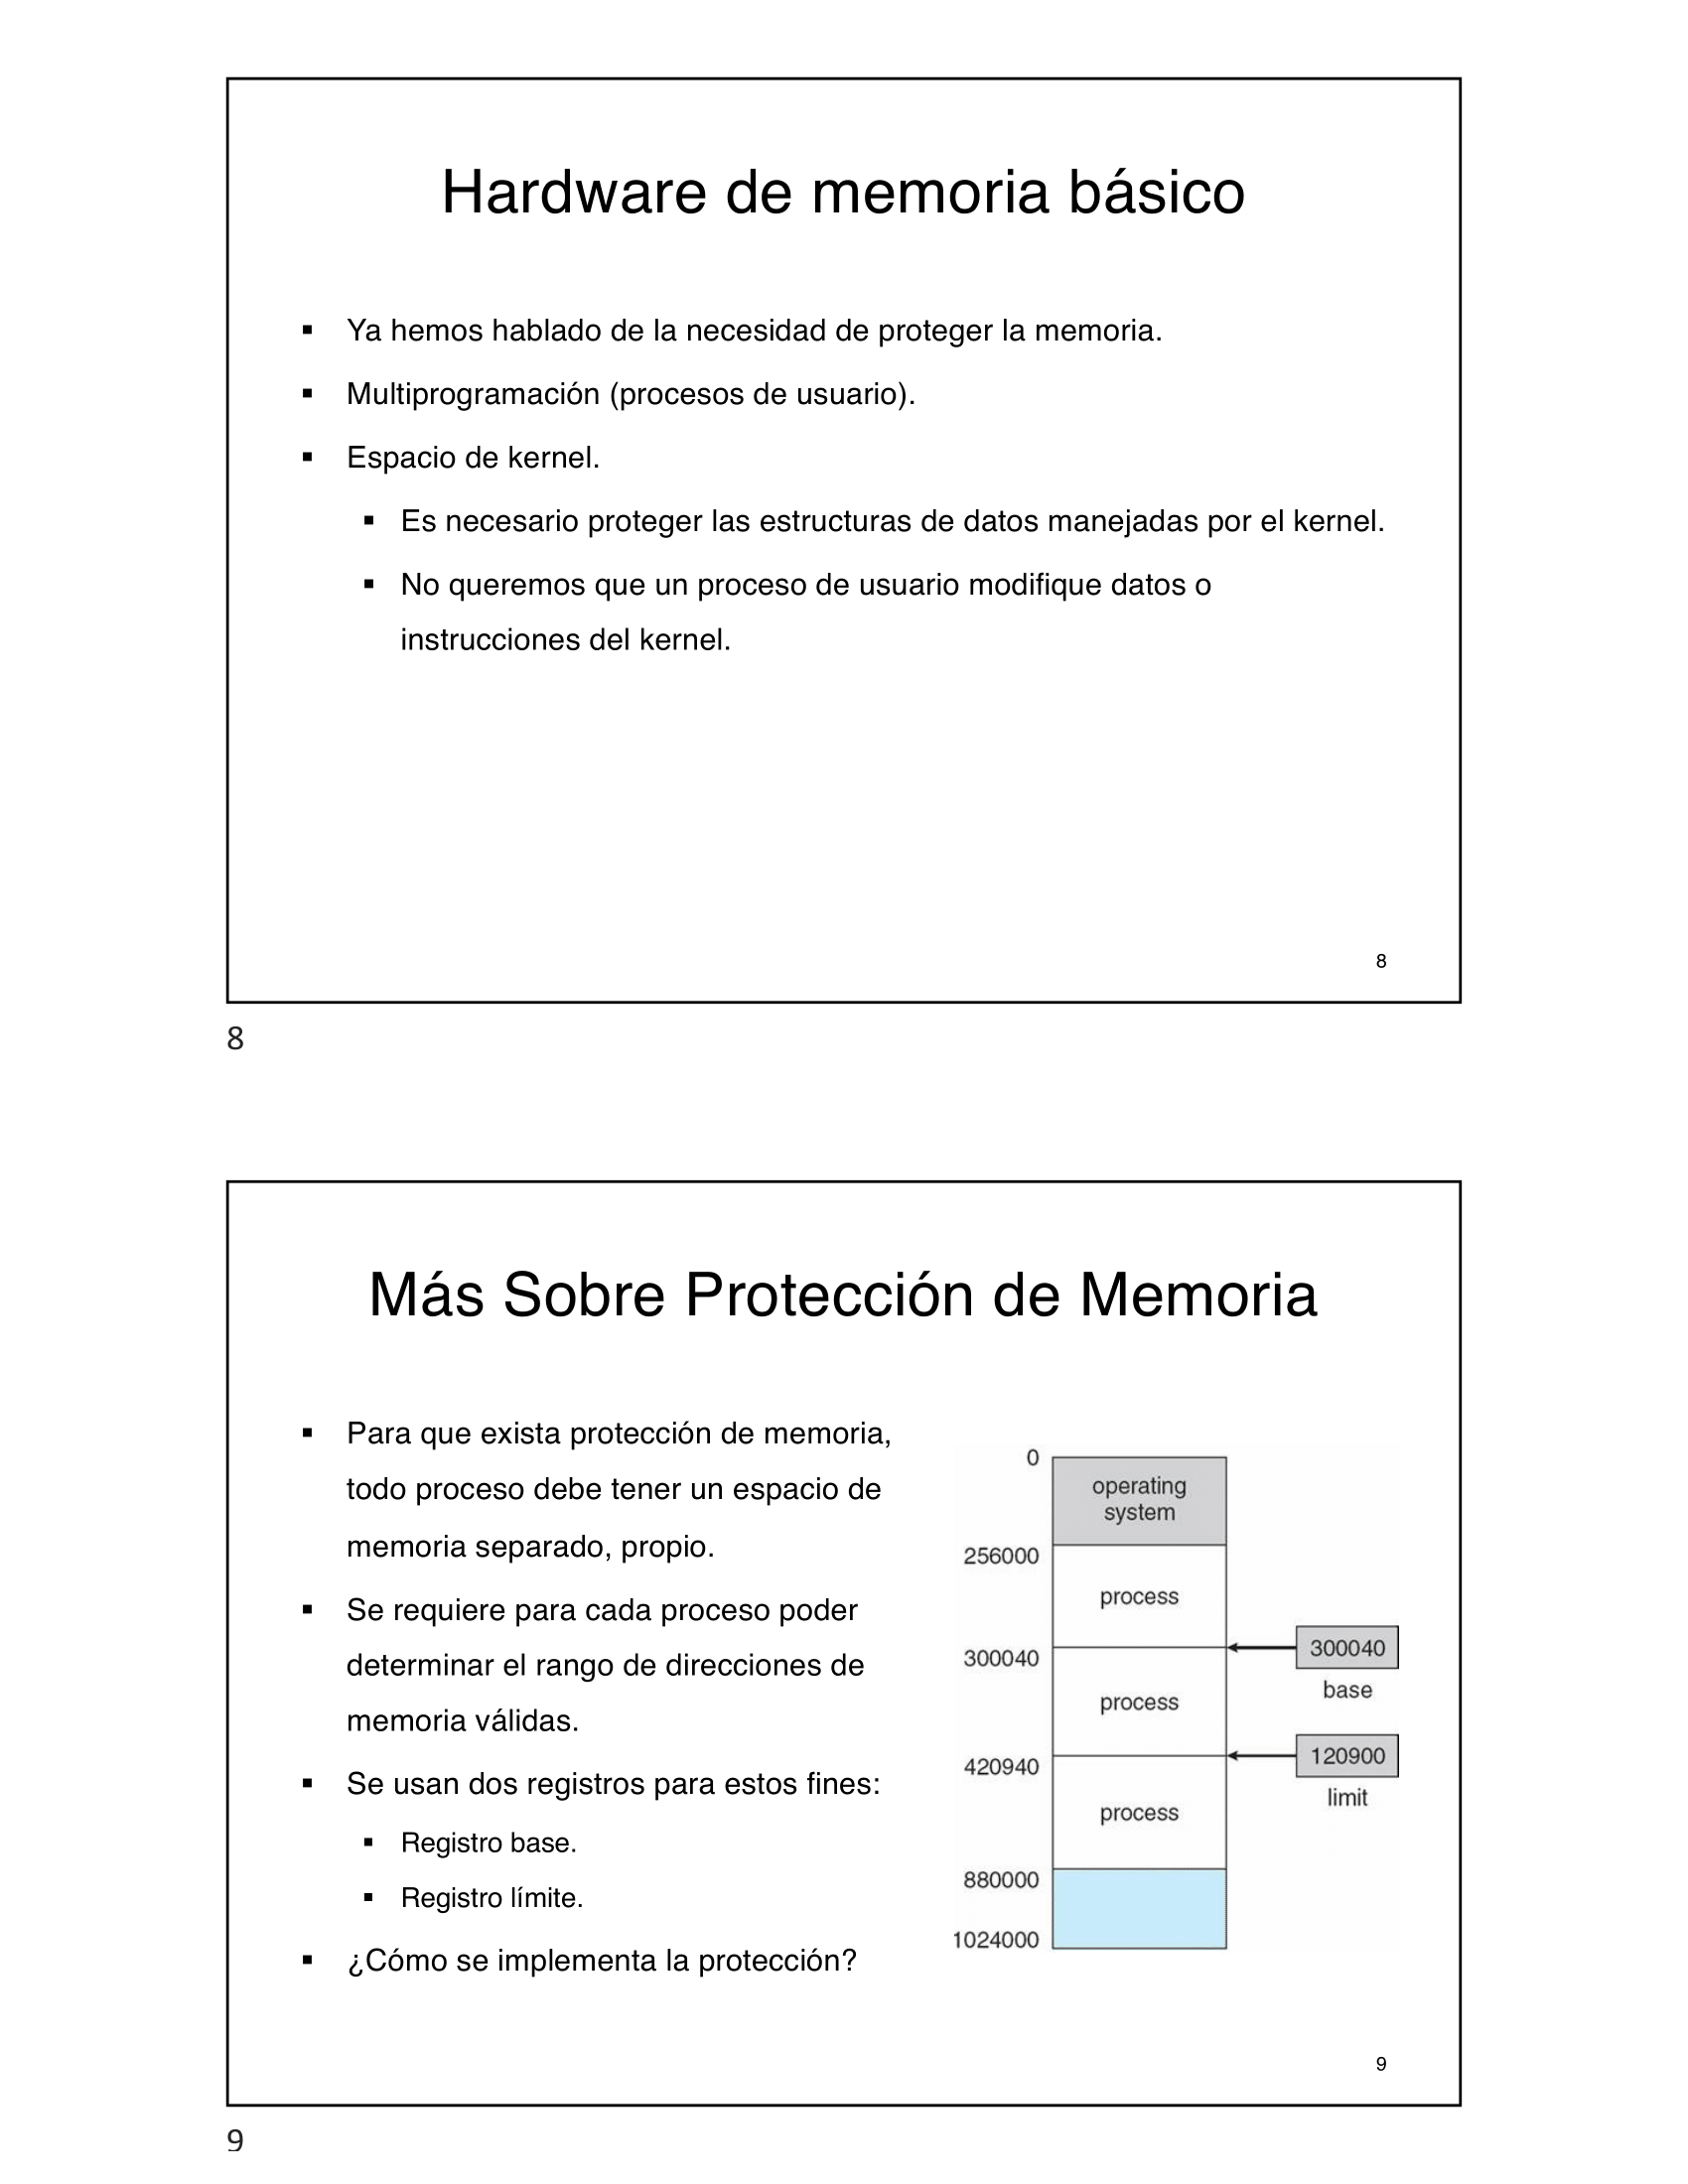 Hardware de memoria básico
▪ Ya hemos hablado de la necesidad de proteger la memoria.
▪ Multiprogramación (procesos de usuario).
▪ Espacio de kernel.
▪ Es necesario proteger las estructuras de datos manejadas por el kernel.
▪ No queremos que un proceso de usuario modifique datos o
instrucciones del kernel.
8
8
Más Sobre Protección de Memoria
▪ Para que exista protección de memoria,
todo proceso debe tener un espacio de
memoria separado, propio.
▪ Se requiere para cada proceso poder
determinar el rango de direcciones de
memoria válidas.
▪ Se usan dos registros para estos fines:
▪ Registro base.
▪ Registro límite.
▪ ¿Cómo se implementa la protección?
0
operating
system
256000
process
300040
300040
base
process
420940
120900
limit
process
880000
1024000
9
9